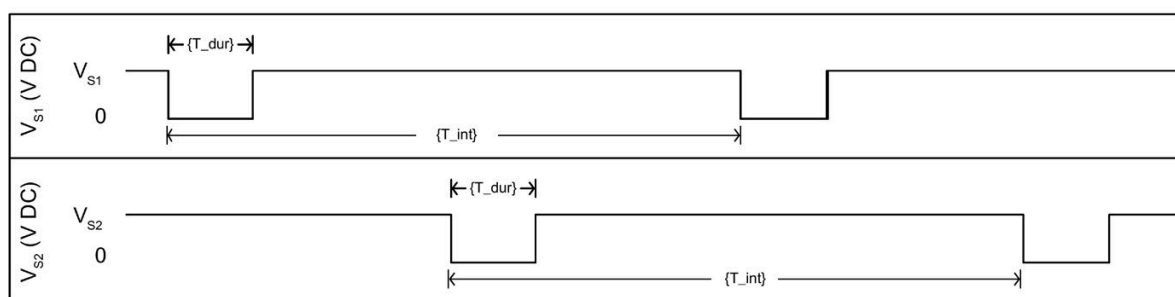 V_S1 (V DC)
{T_dur}
V_S1
0
{T_int}
V_S2 (V DC)
{T_dur}
V_S2
0
{T_int}